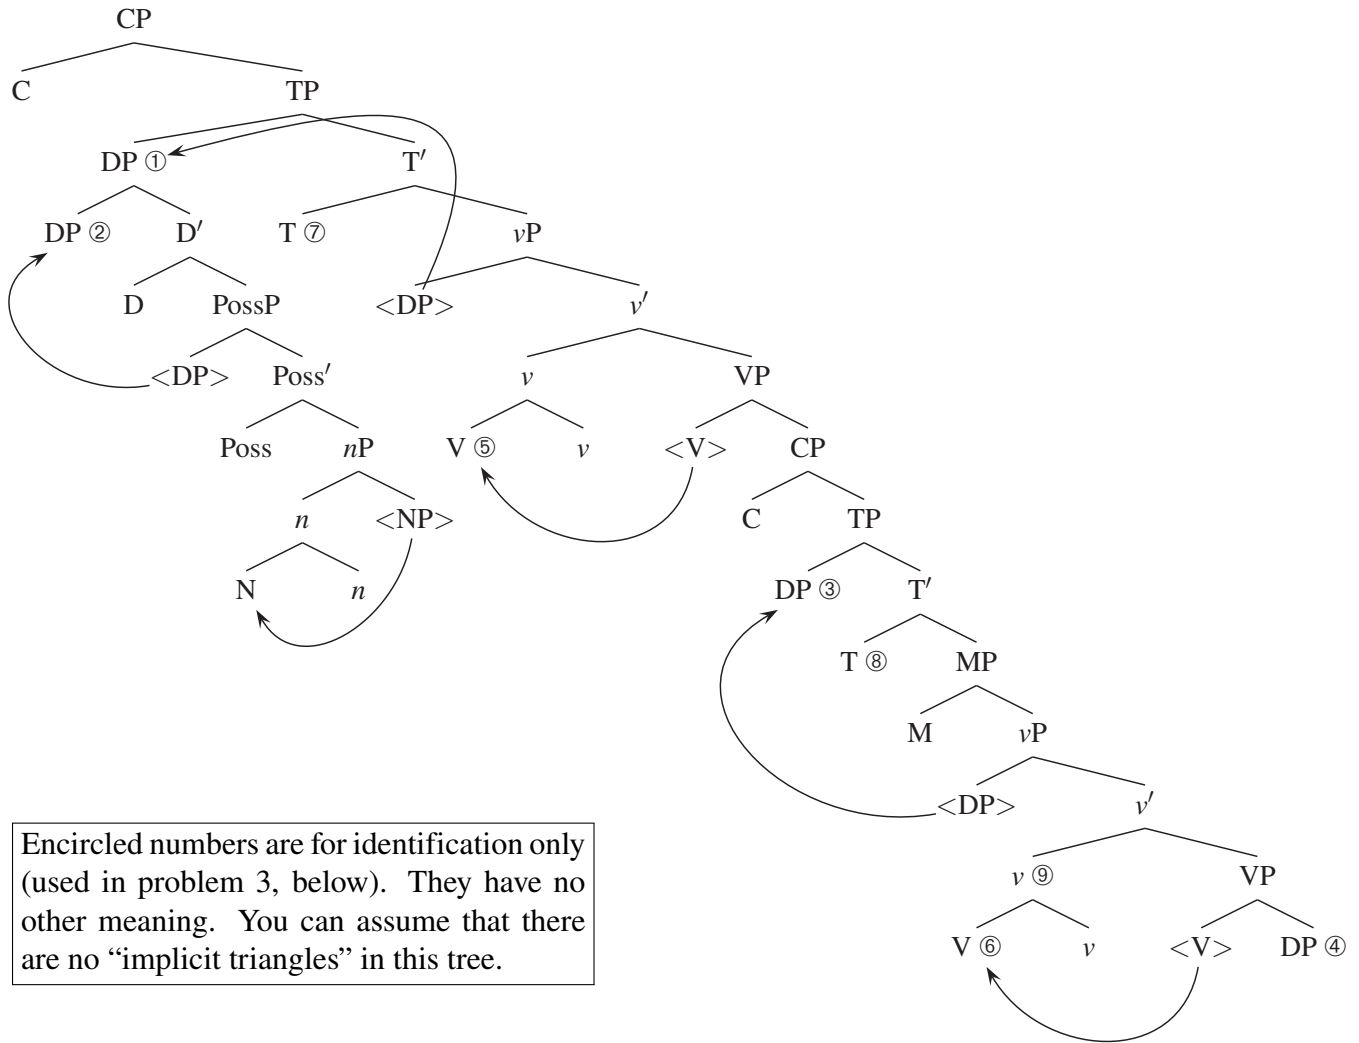 CP
C TP
DP ① T′
DP ② D′ T ⑦ vP
D PossP <DP> v′
<DP> Poss′ v VP
Poss nP V ⑤ v <V> CP
n <NP> C TP
N n DP ③ T′
T ⑧ MP
M vP
<DP> v′
v ⑨ VP
V ⑥ v <V> DP ④
Encircled numbers are for identification only
(used in problem 3, below). They have no
other meaning. You can assume that there
are no “implicit triangles” in this tree.